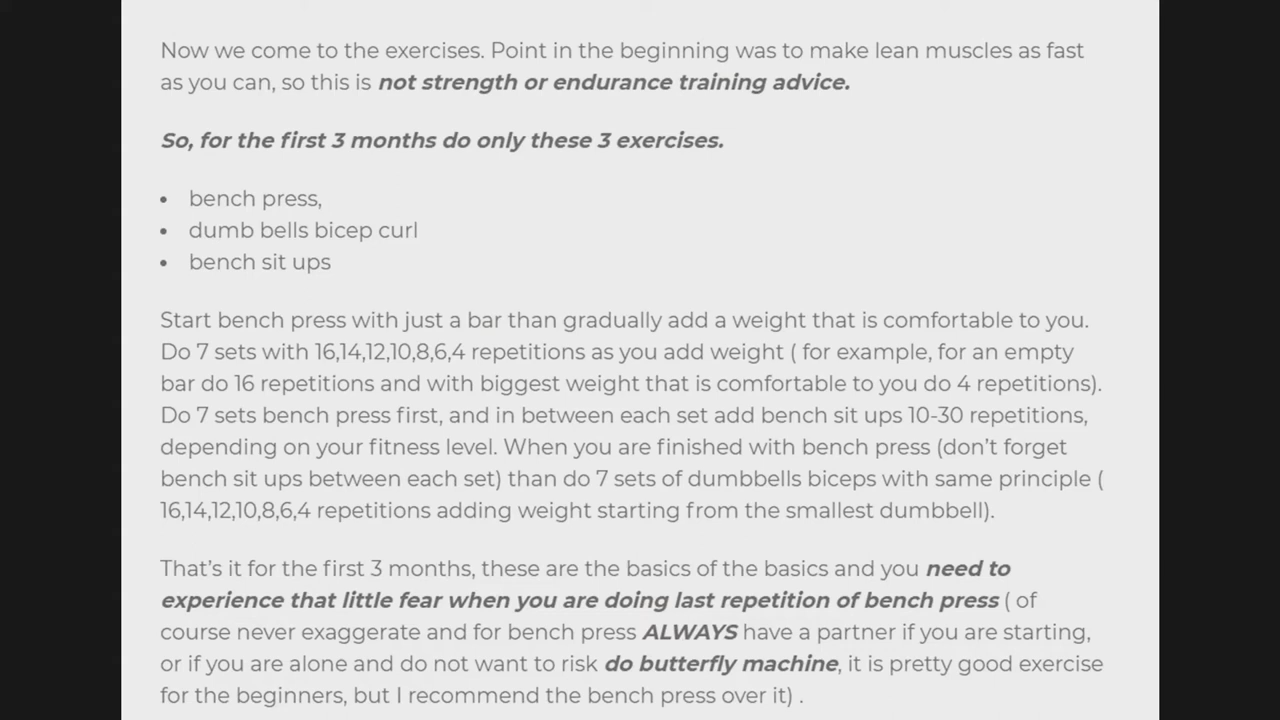 Now we come to the exercises. Point in the beginning was to make lean muscles as fast
as you can, so this is not strength or endurance training advice.
So, for the first 3 months do only these 3 exercises.
• bench press,
• dumb bells bicep curl
• bench sit ups
Start bench press with just a bar than gradually add a weight that is comfortable to you.
Do 7 sets with 16,14,12,10,8,6,4 repetitions as you add weight ( for example, for an empty
bar do 16 repetitions and with biggest weight that is comfortable to you do 4 repetitions).
Do 7 sets bench press first, and in between each set add bench sit ups 10-30 repetitions,
depending on your fitness level. When you are finished with bench press (don’t forget
bench sit ups between each set) than do 7 sets of dumbbells biceps with same principle (
16,14,12,10,8,6,4 repetitions adding weight starting from the smallest dumbbell).
That’s it for the first 3 months, these are the basics of the basics and you need to
experience that little fear when you are doing last repetition of bench press ( of
course never exaggerate and for bench press ALWAYS have a partner if you are starting,
or if you are alone and do not want to risk do butterfly machine, it is pretty good exercise
for the beginners, but I recommend the bench press over it) .